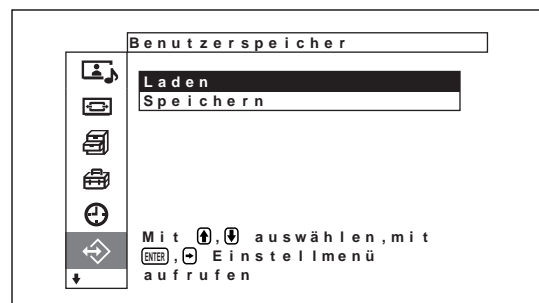 Benutzerspeicher
Laden
Speichern
Mit ↑,↓ auswählen,mit
ENTER,→ Einstellmenü
aufrufen